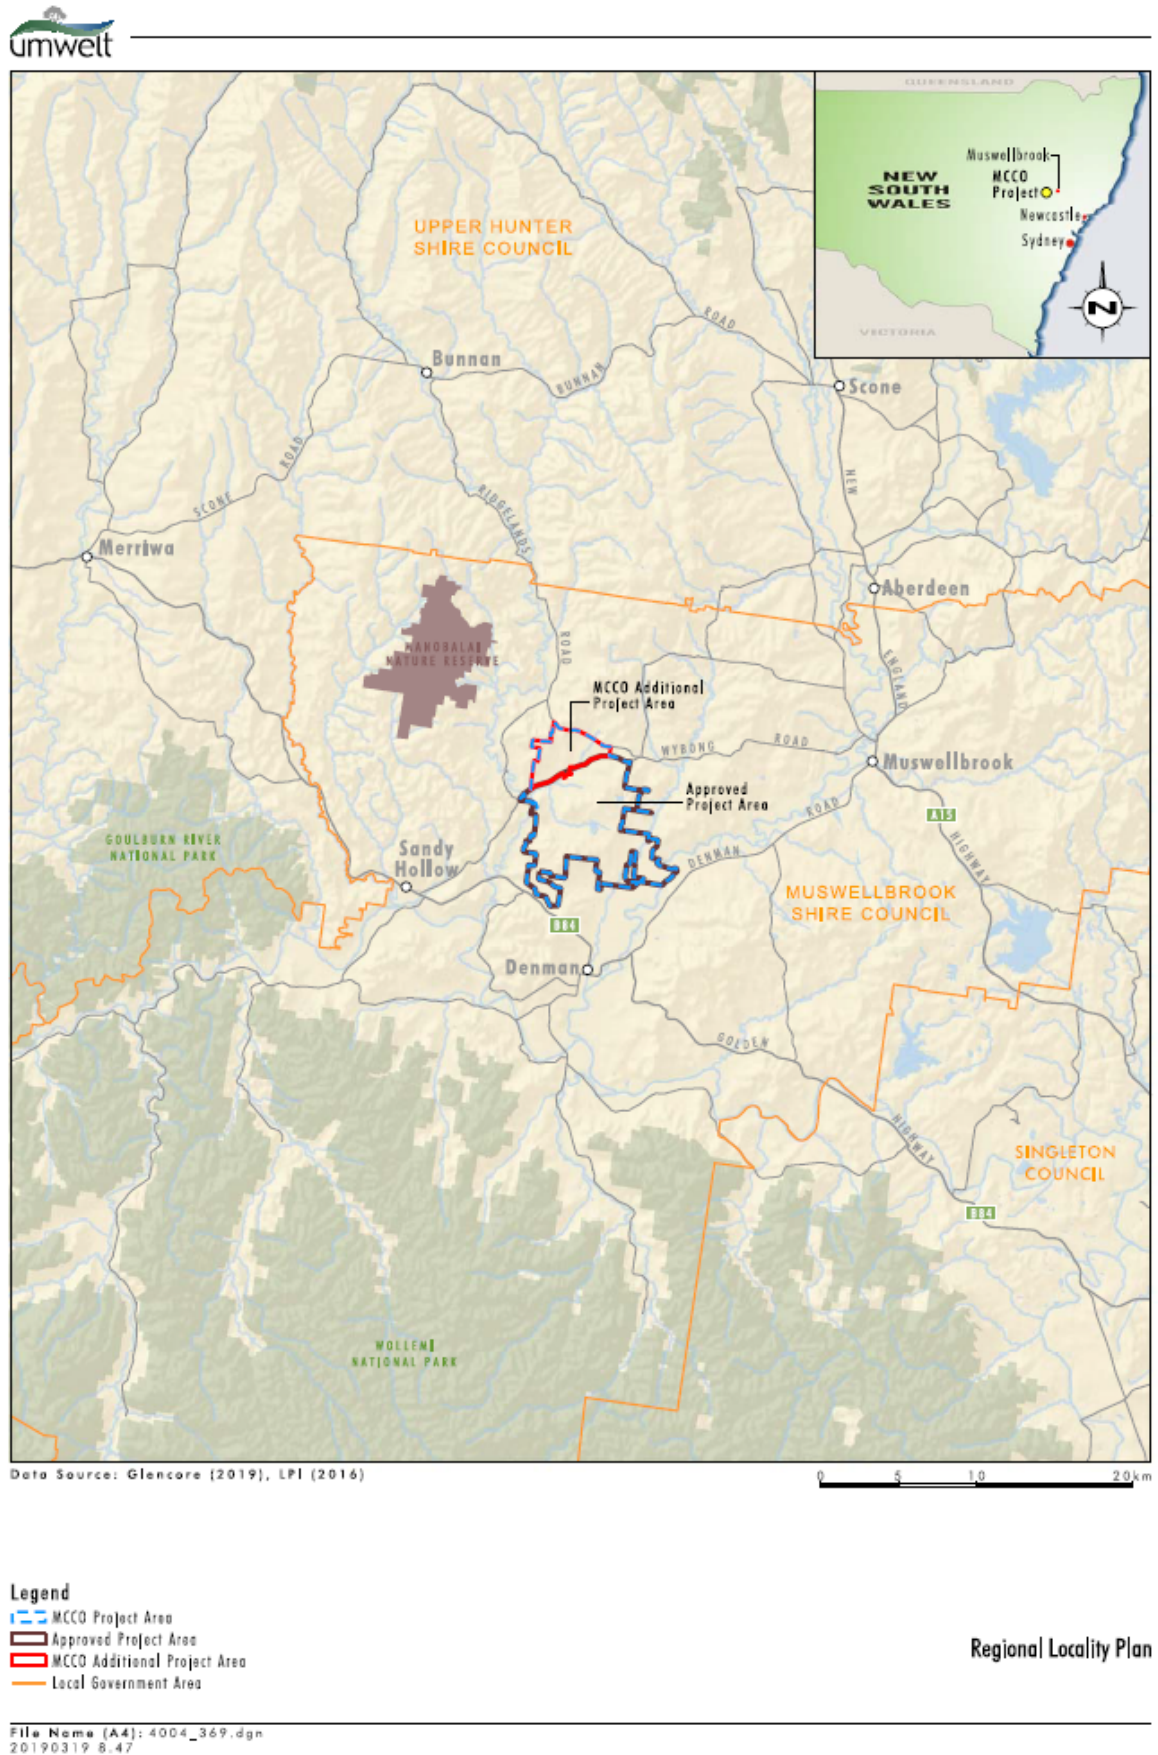 umwelt
QUEENSLAND
Muswellbrook
MCCO
Project
NEW
SOUTH
WALES
Newcastle
Sydney
N
VICTORIA
UPPER HUNTER
SHIRE COUNCIL
ROAD
Bunnan
BUNNAN
Scone
ROAD
SCONE
NEW
RIDGELANDS
Merriwa
Aberdeen
MANOBALAI
NATURE RESERVE
ROAD
ENGLAND
MCCO Additional
Project Area
WYBONG
ROAD
Muswellbrook
Approved
Project Area
ROAD
A15
HIGHWAY
GOULBURN RIVER
NATIONAL PARK
Sandy
Hollow
DENMAN
MUSWELLBROOK
SHIRE COUNCIL
B84
Denman
GOLDEN
HIGHWAY
SINGLETON
COUNCIL
B84
WOLLEMI
NATIONAL PARK
Data Source: Glencore (2019), LPI (2016)
0 5 10 20km
Legend
MCCO Project Area
Approved Project Area
MCCO Additional Project Area
Local Government Area
Regional Locality Plan
File Name (A4): 4004_369.dgn
20190319 8.47